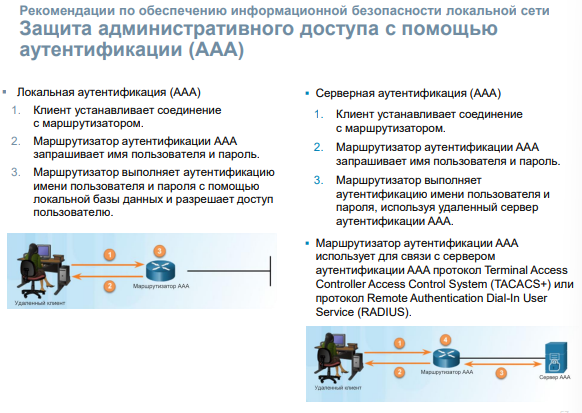 Рекомендации по обеспечению информационной безопасности локальной сети
Защита административного доступа с помощью
аутентификации (AAA)
▪ Локальная аутентификация (AAA)
1. Клиент устанавливает соединение
с маршрутизатором.
2. Маршрутизатор аутентификации AAA
запрашивает имя пользователя и пароль.
3. Маршрутизатор выполняет аутентификацию
имени пользователя и пароля с помощью
локальной базы данных и разрешает доступ
пользователю.
1
2
3
Удаленный клиент
Маршрутизатор AAA
▪ Серверная аутентификация (AAA)
1. Клиент устанавливает соединение
с маршрутизатором.
2. Маршрутизатор аутентификации AAA
запрашивает имя пользователя и пароль.
3. Маршрутизатор выполняет
аутентификацию имени пользователя и
пароля, используя удаленный сервер
аутентификации AAA.
▪ Маршрутизатор аутентификации AAA
использует для связи с сервером
аутентификации AAA протокол Terminal Access
Controller Access Control System (TACACS+) или
протокол Remote Authentication Dial-In User
Service (RADIUS).
1
4
2
3
Удаленный клиент
Маршрутизатор AAA
Сервер AAA